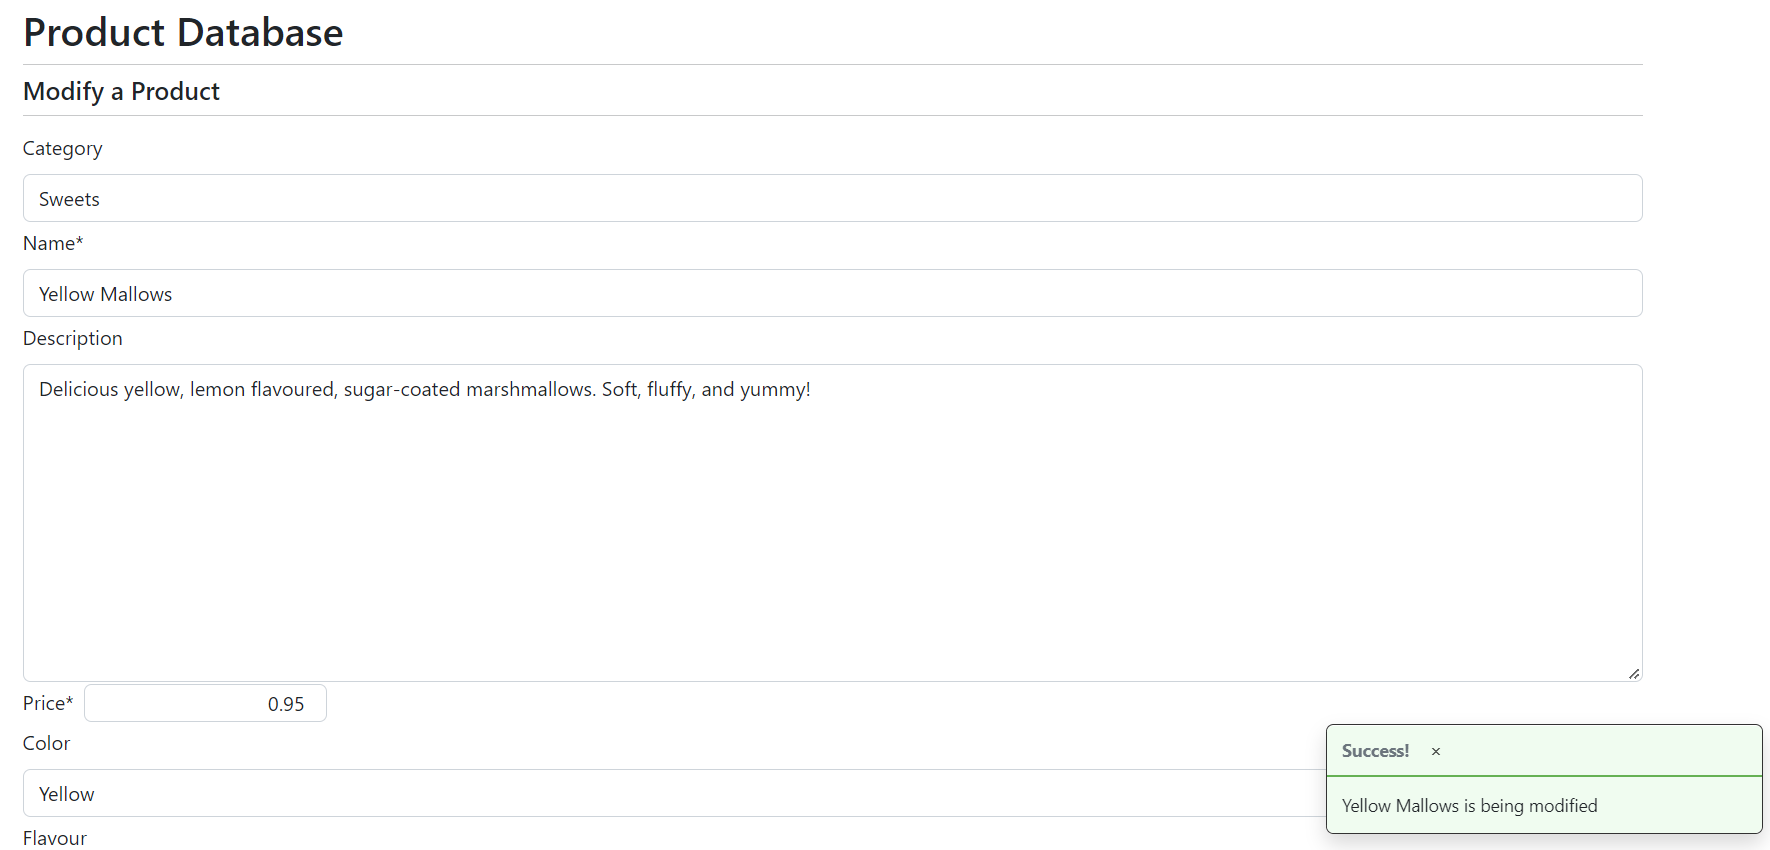 Product Database
Modify a Product
Category
Sweets
Name*
Yellow Mallows
Description
Delicious yellow, lemon flavoured, sugar-coated marshmallows. Soft, fluffy, and yummy!
Price* 0.95
Color
Yellow
Flavour
Success! ×
Yellow Mallows is being modified